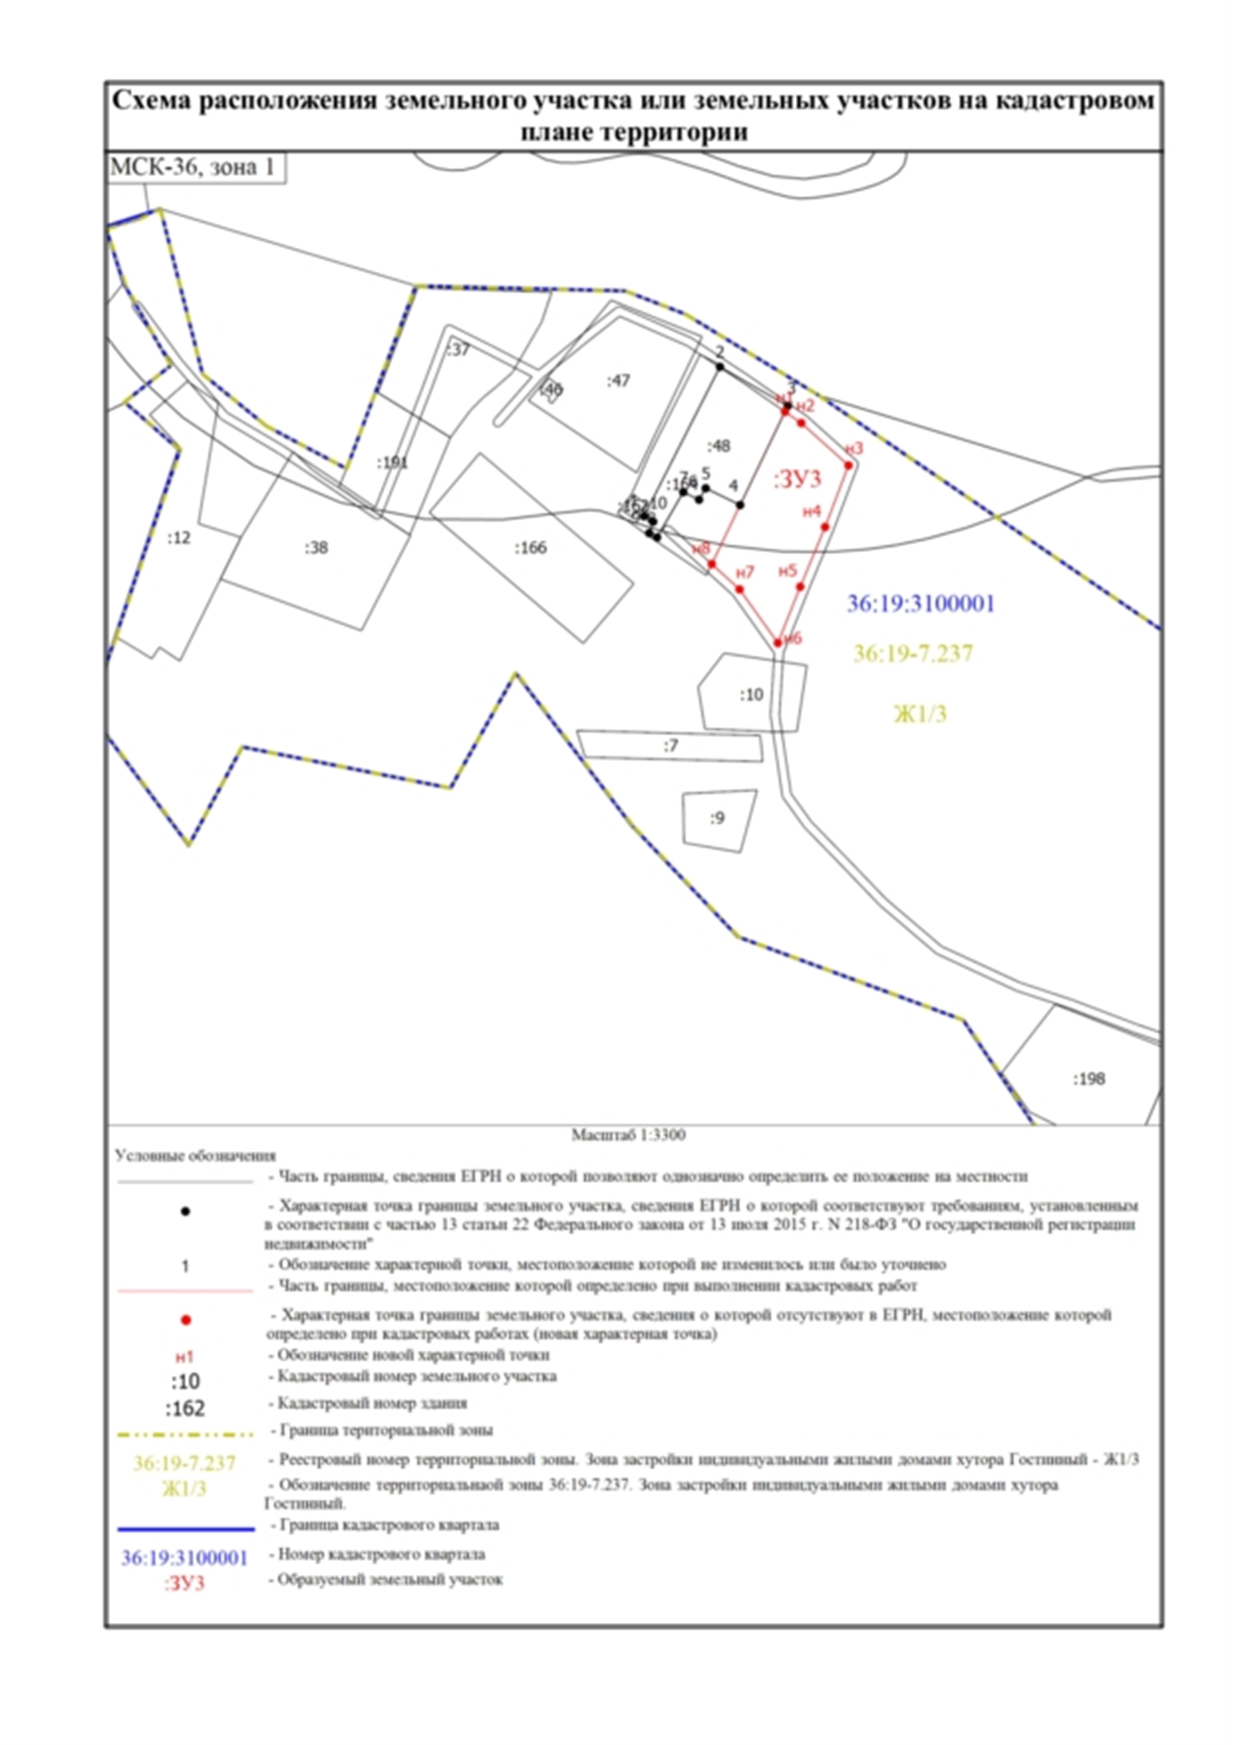 Схема расположения земельного участка или земельных участков на кадастровом
плане территории
МСК-36, зона 1
:37
:46
:47
2
3
н1
н2
:48
н3
:191
:ЗУ3
7
5
4
н4
10
:12
:38
:166
н8
н7
н5
36:19:3100001
н6
36:19-7.237
:10
Ж1/3
:7
:9
:198
Масштаб 1:3300
Условные обозначения
- Часть границы, сведения ЕГРН о которой позволяют однозначно определить ее положение на местности
- Характерная точка границы земельного участка, сведения ЕГРН о которой соответствуют требованиям, установленным
в соответствии с частью 13 статьи 22 Федерального закона от 13 июля 2015 г. N 218-ФЗ "О государственной регистрации
недвижимости"
1 - Обозначение характерной точки, местоположение которой не изменилось или было уточнено
- Часть границы, местоположение которой определено при выполнении кадастровых работ
- Характерная точка границы земельного участка, сведения о которой отсутствуют в ЕГРН, местоположение которой
определено при кадастровых работах (новая характерная точка)
н1 - Обозначение новой характерной точки
:10 - Кадастровый номер земельного участка
:162 - Кадастровый номер здания
- Граница териториальной зоны
36:19-7.237 - Реестровый номер территориальной зоны. Зона застройки индивидуальными жилыми домами хутора Гостинный - Ж1/3
Ж1/3 - Обозначение территориальнаой зоны 36:19-7.237. Зона застройки индивидуальными жилыми домами хутора
Гостинный.
- Граница кадастрового квартала
36:19:3100001 - Номер кадастрового квартала
:ЗУ3 - Образуемый земельный участок